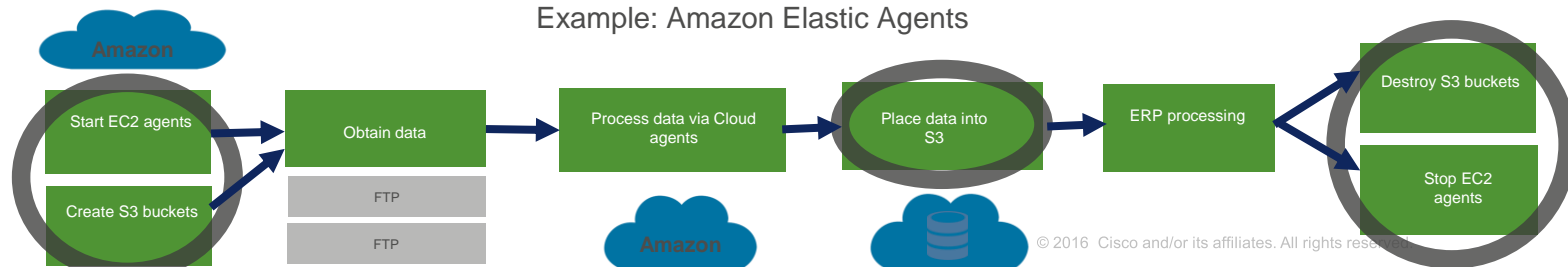 Example: Amazon Elastic Agents
Amazon
Start EC2 agents
Create S3 buckets
Obtain data
FTP
FTP
Process data via Cloud
agents
Amazon
Place data into
S3
ERP processing
Destroy S3 buckets
Stop EC2
agents
© 2016 Cisco and/or its affiliates. All rights reserved.